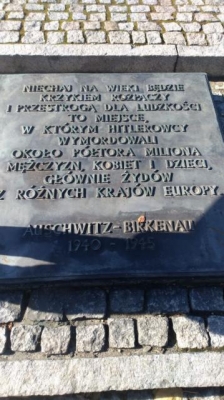 NIECHAJ NA WIEKI BĘDZIE
KRZYKIEM ROZPACZY
I PRZESTROGĄ DLA LUDZKOŚCI
TO MIEJSCE,
W KTÓRYM HITLEROWCY
WYMORDOWALI
OKOŁO PÓŁTORA MILIONA
MĘŻCZYZN, KOBIET I DZIECI,
GŁÓWNIE ŻYDÓW
Z RÓŻNYCH KRAJÓW EUROPY.
AUSCHWITZ-BIRKENAU
1940 - 1945